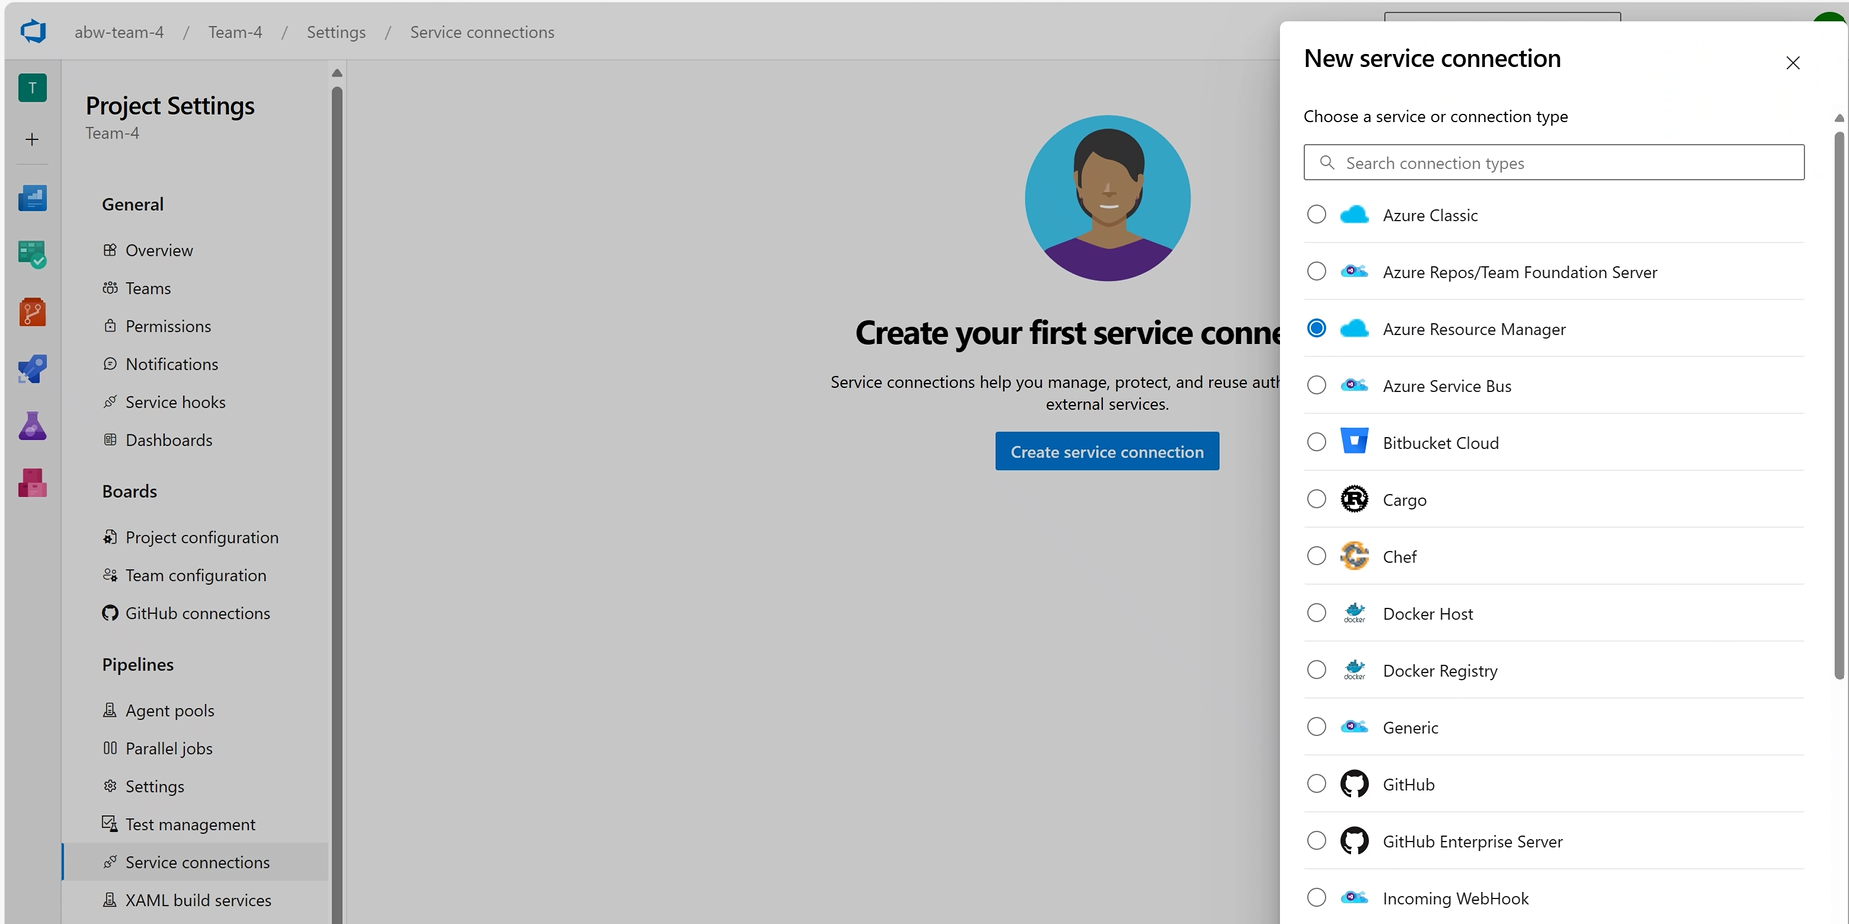 abw-team-4 / Team-4 / Settings / Service connections
T
Project Settings
Team-4
General
Overview
Teams
Permissions
Notifications
Service hooks
Dashboards
Boards
Project configuration
Team configuration
GitHub connections
Pipelines
Agent pools
Parallel jobs
Settings
Test management
Service connections
XAML build services
Create your first service conne
Service connections help you manage, protect, and reuse auth
external services.
Create service connection
New service connection
Choose a service or connection type
Search connection types
Azure Classic
Azure Repos/Team Foundation Server
Azure Resource Manager
Azure Service Bus
Bitbucket Cloud
Cargo
Chef
docker Docker Host
docker Docker Registry
Generic
GitHub
GitHub Enterprise Server
Incoming WebHook